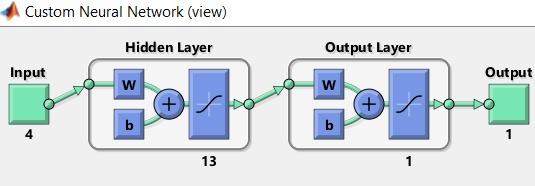 Custom Neural Network (view)
Hidden Layer
Output Layer
Input
Output
W
W
b
b
4
13
1
1